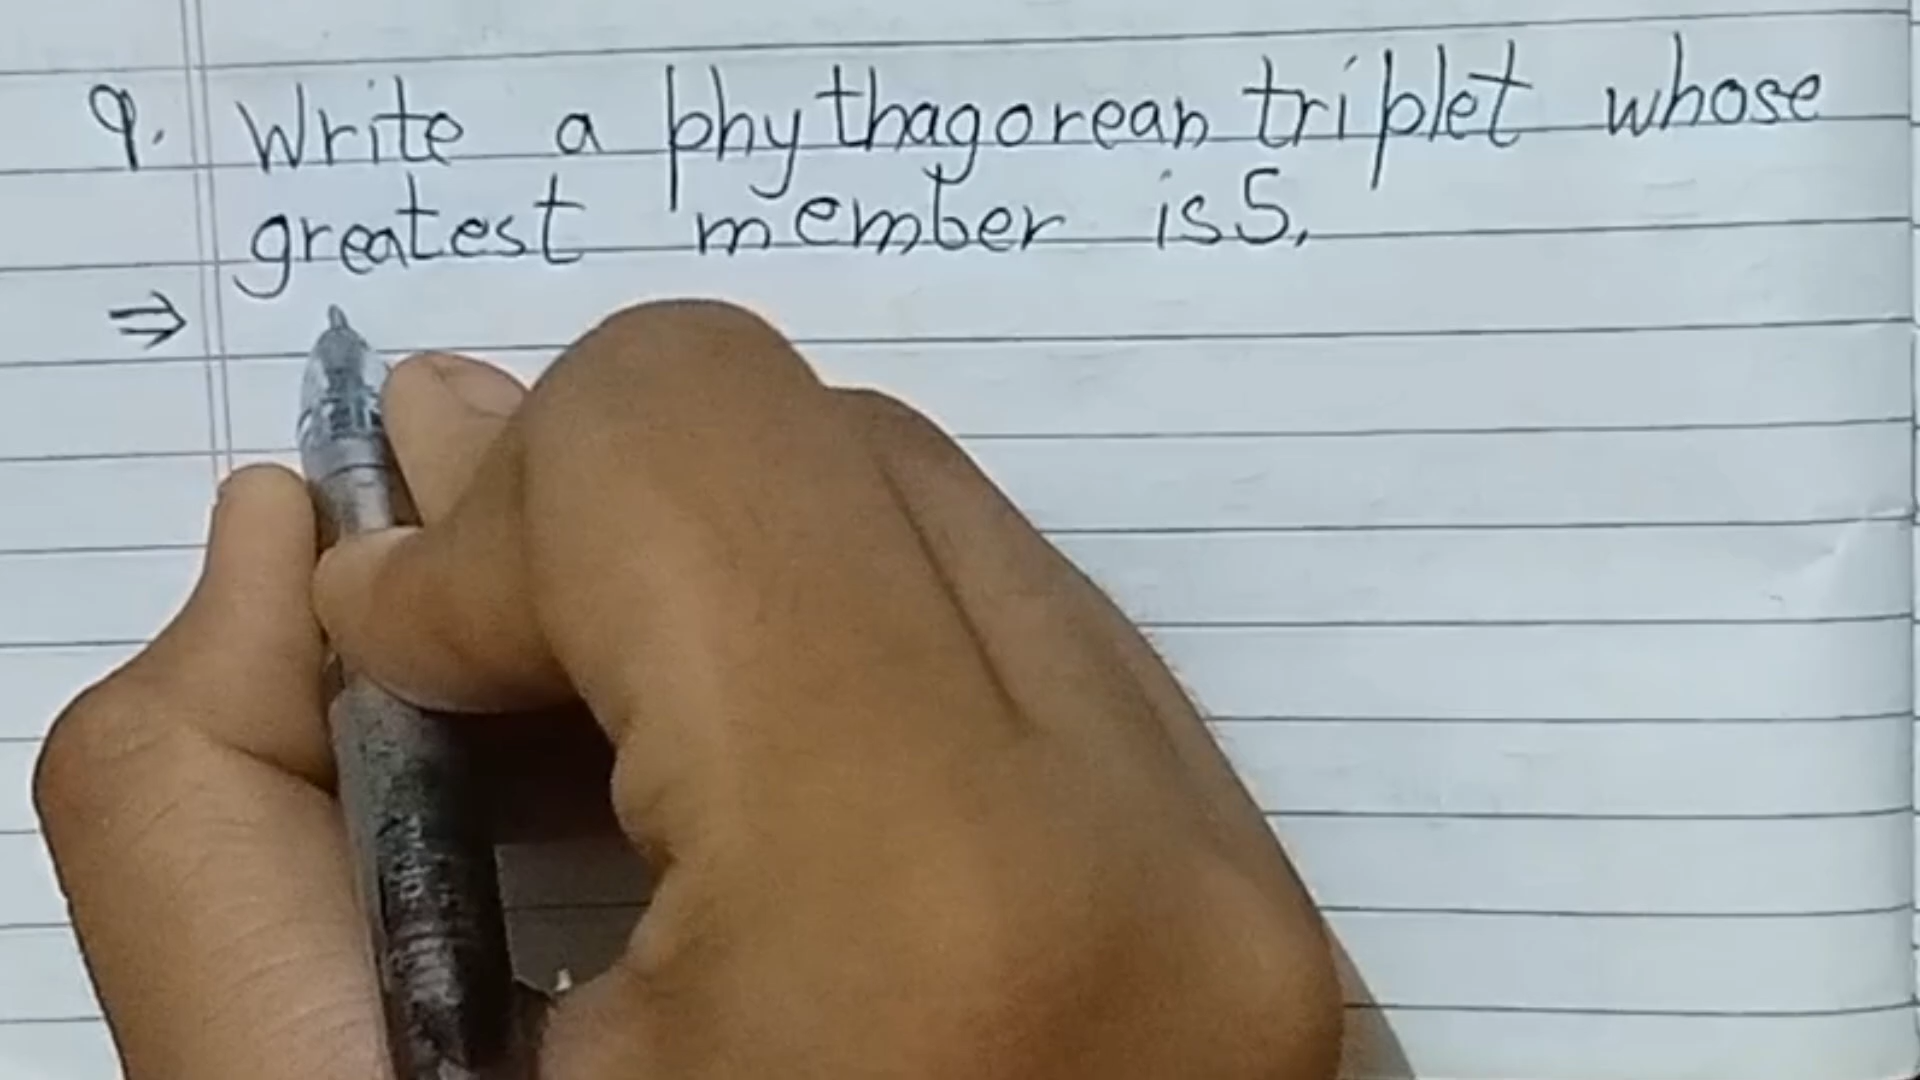 9. Write a phythagorean triplet whose
greatest member is 5.
⇒